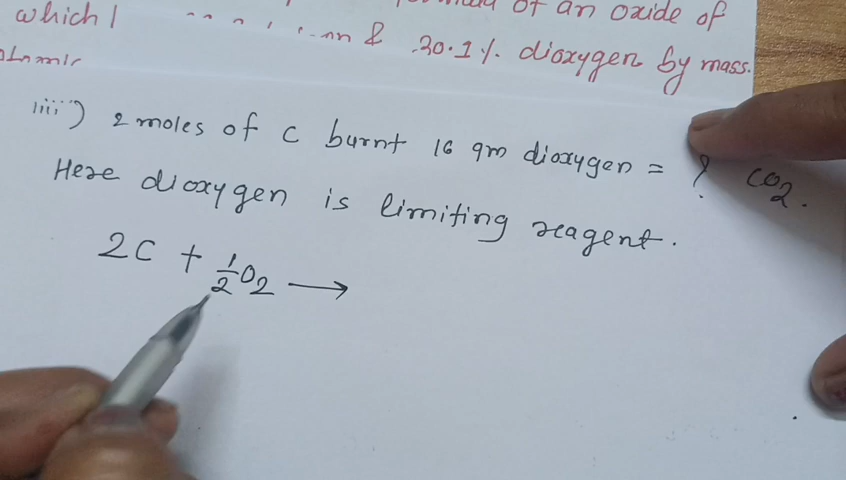 of an oxide of
which & 30.1% dioxygen by mass.
iiii) 2 moles of C burnt 16 gm dioxygen = ? CO2.
Here dioxygen is limiting reagent.
2C + 1/2 O2 ⟶